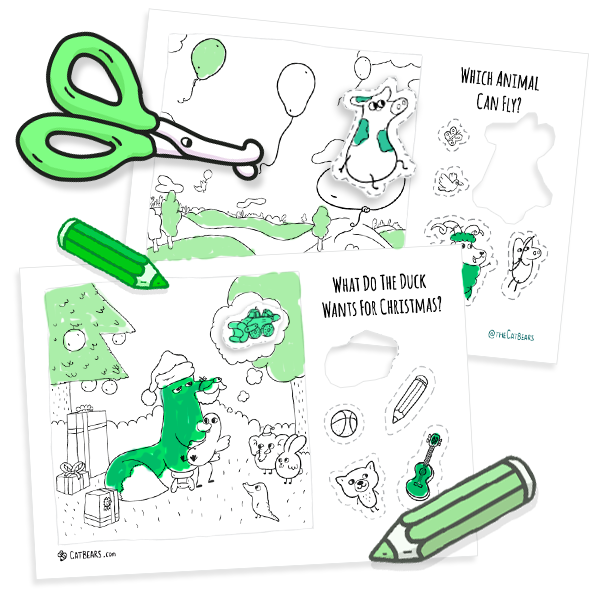 Which Animal
Can Fly?
@theCatBears
What Do The Duck
Wants For Christmas?
CatBears.com